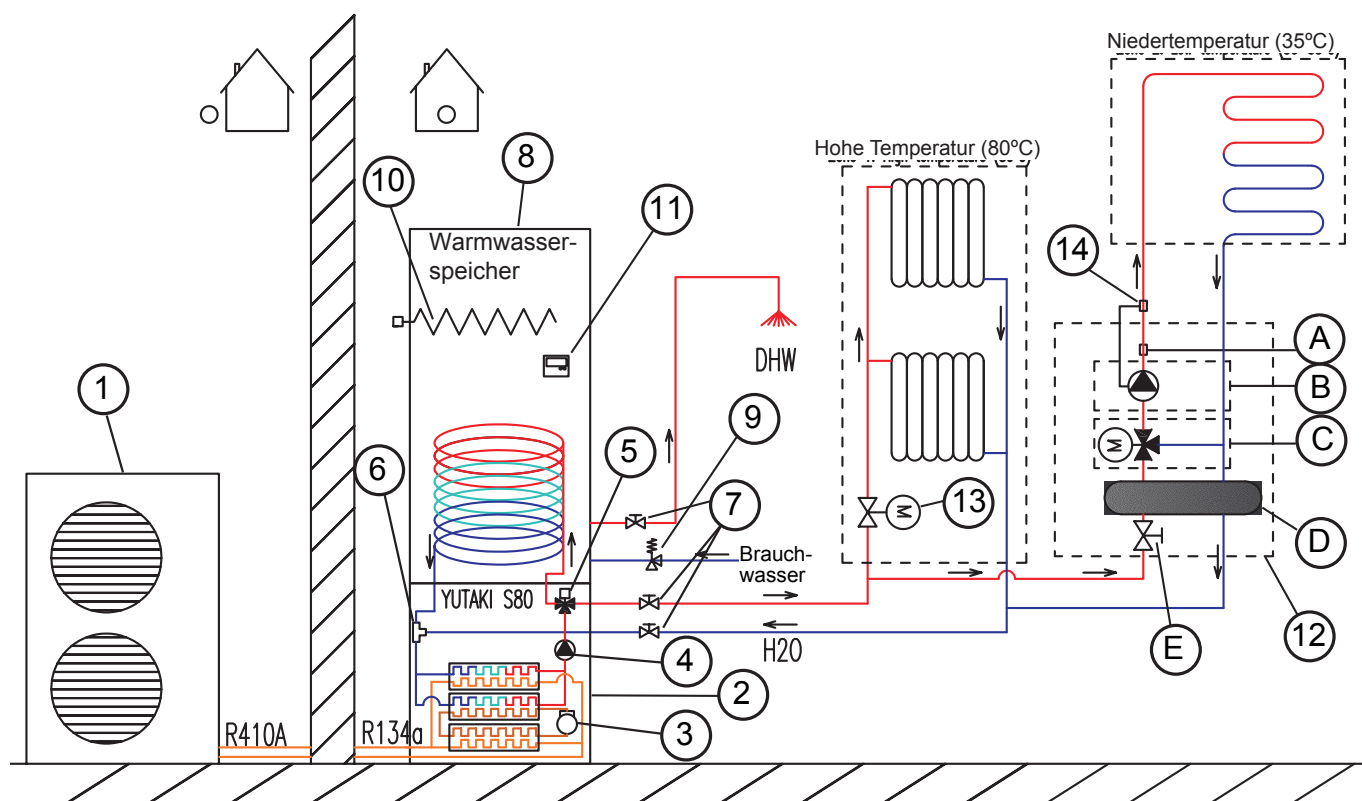 Niedertemperatur (35ºC)
Hohe Temperatur (80ºC)
8
10
11
Warmwasser-
speicher
14
A
DHW
B
1
9
C
5
6
7
M
M
13
D
Brauch-
wasser
YUTAKI S80
E
12
H2O
4
2
R410A
R134a
3